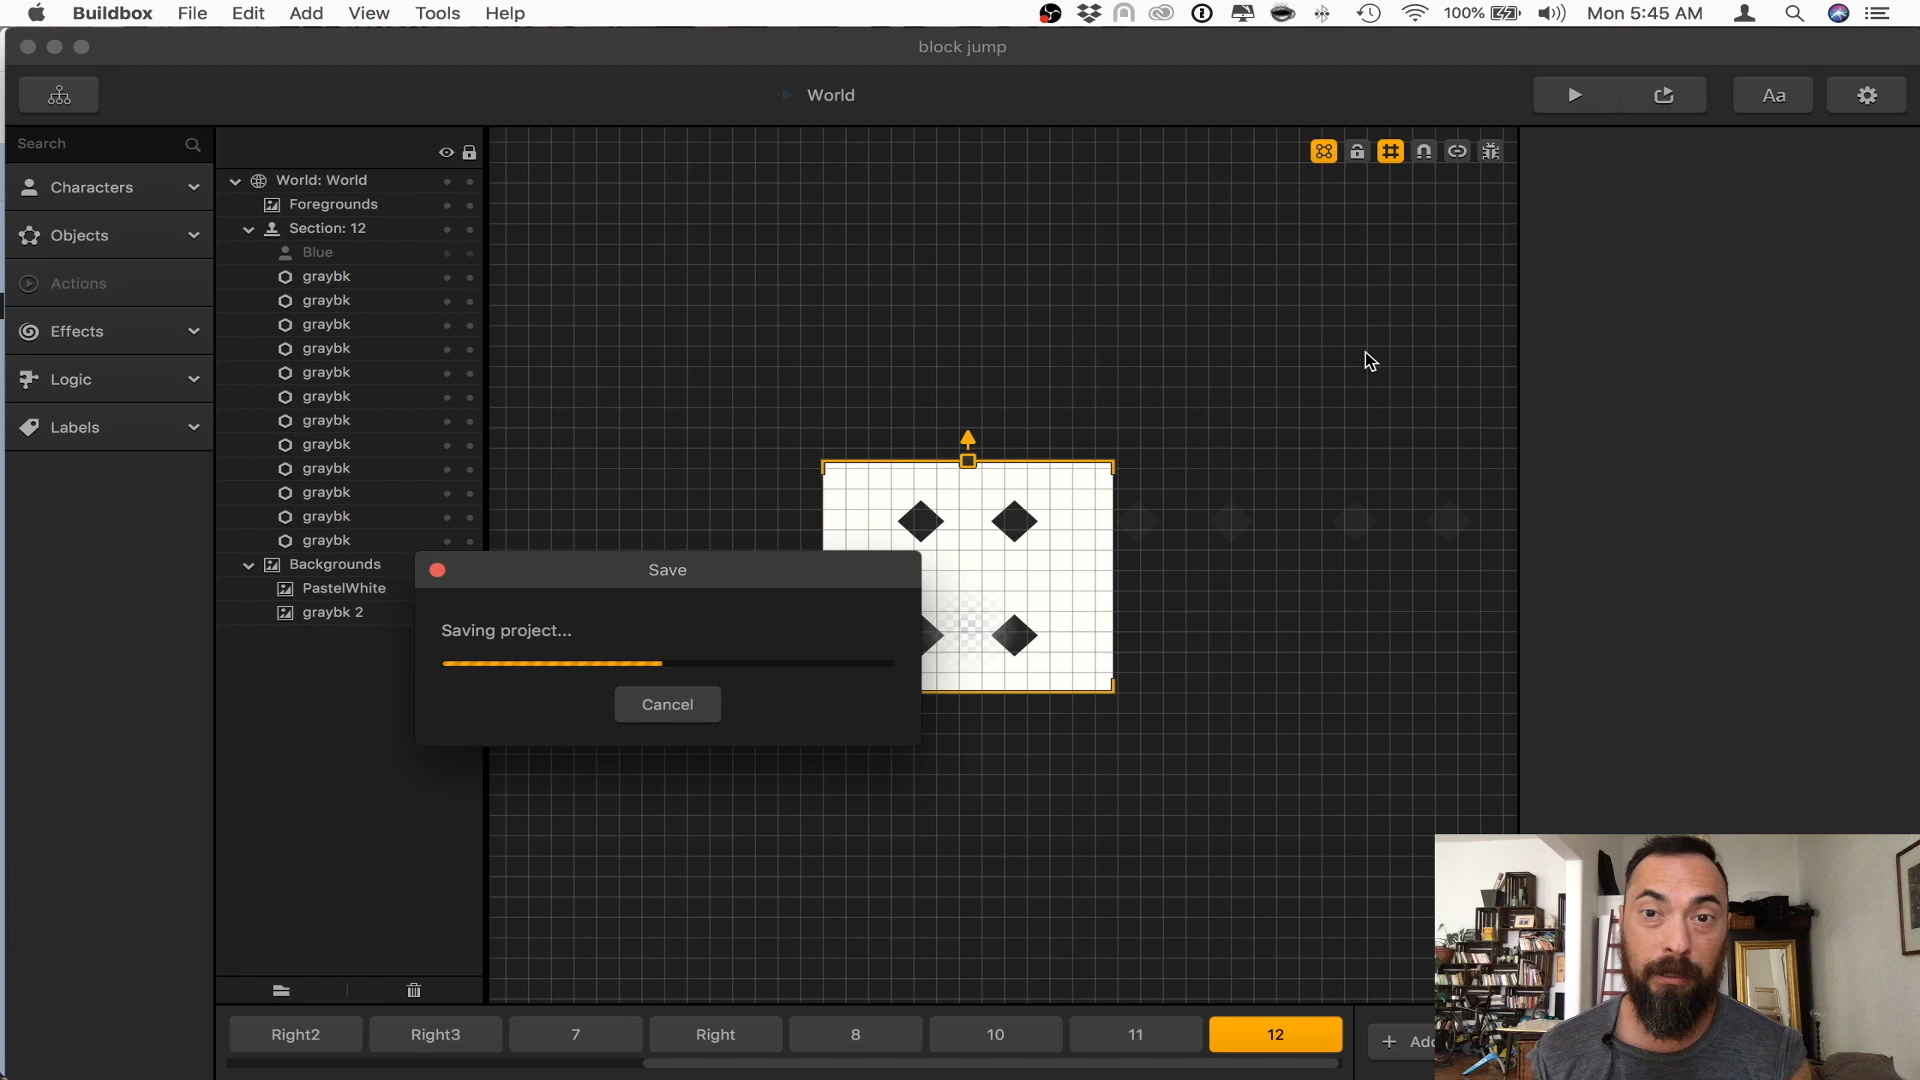 Buildbox File Edit Add View Tools Help
100% Mon 5:45 AM
block jump
World
Aa
Search
Characters
Objects
Actions
Effects
Logic
Labels
World: World
Foregrounds
Section: 12
Blue
graybk
graybk
graybk
graybk
graybk
graybk
graybk
graybk
graybk
graybk
graybk
graybk
Backgrounds
PastelWhite
graybk 2
Save
Saving project...
Cancel
Right2 Right3 7 Right 8 10 11 12